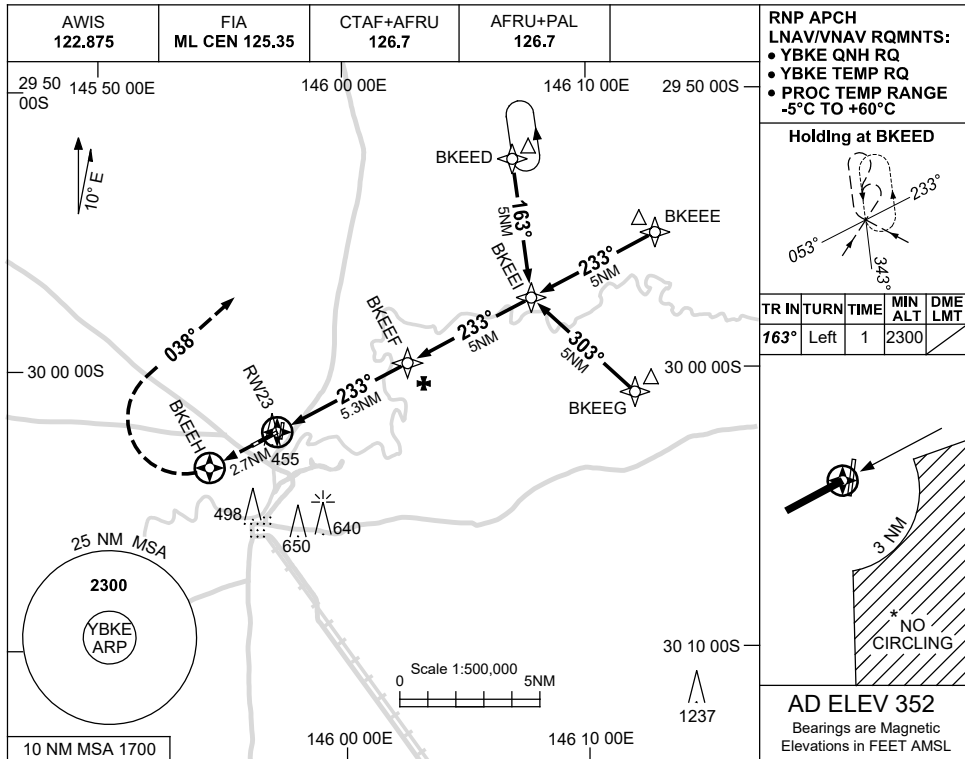 AWIS
122.875
FIA
ML CEN 125.35
CTAF+AFRU
126.7
AFRU+PAL
126.7
RNP APCH
LNAV/VNAV RQMNTS:
• YBKE QNH RQ
• YBKE TEMP RQ
• PROC TEMP RANGE
-5°C TO +60°C
29 50
00S
145 50 00E
146 00 00E
146 10 00E
29 50 00S
10° E
BKEED
163°
5NM
BKEEE
233°
5NM
BKEEI
233°
5NM
303°
5NM
BKEEG
BKEEF
233°
5.3NM
RW23
455
2.7NM
BKEEH
038°
30 00 00S
30 00 00S
498
650
640
25 NM MSA
2300
YBKE
ARP
10 NM MSA 1700
Scale 1:500,000
0
5NM
30 10 00S
1237
146 00 00E
146 10 00E
Holding at BKEED
233°
053°
343°
TR IN
TURN
TIME
MIN
ALT
DME
LMT
163°
Left
1
2300
3 NM
*NO
CIRCLING
AD ELEV 352
Bearings are Magnetic
Elevations in FEET AMSL